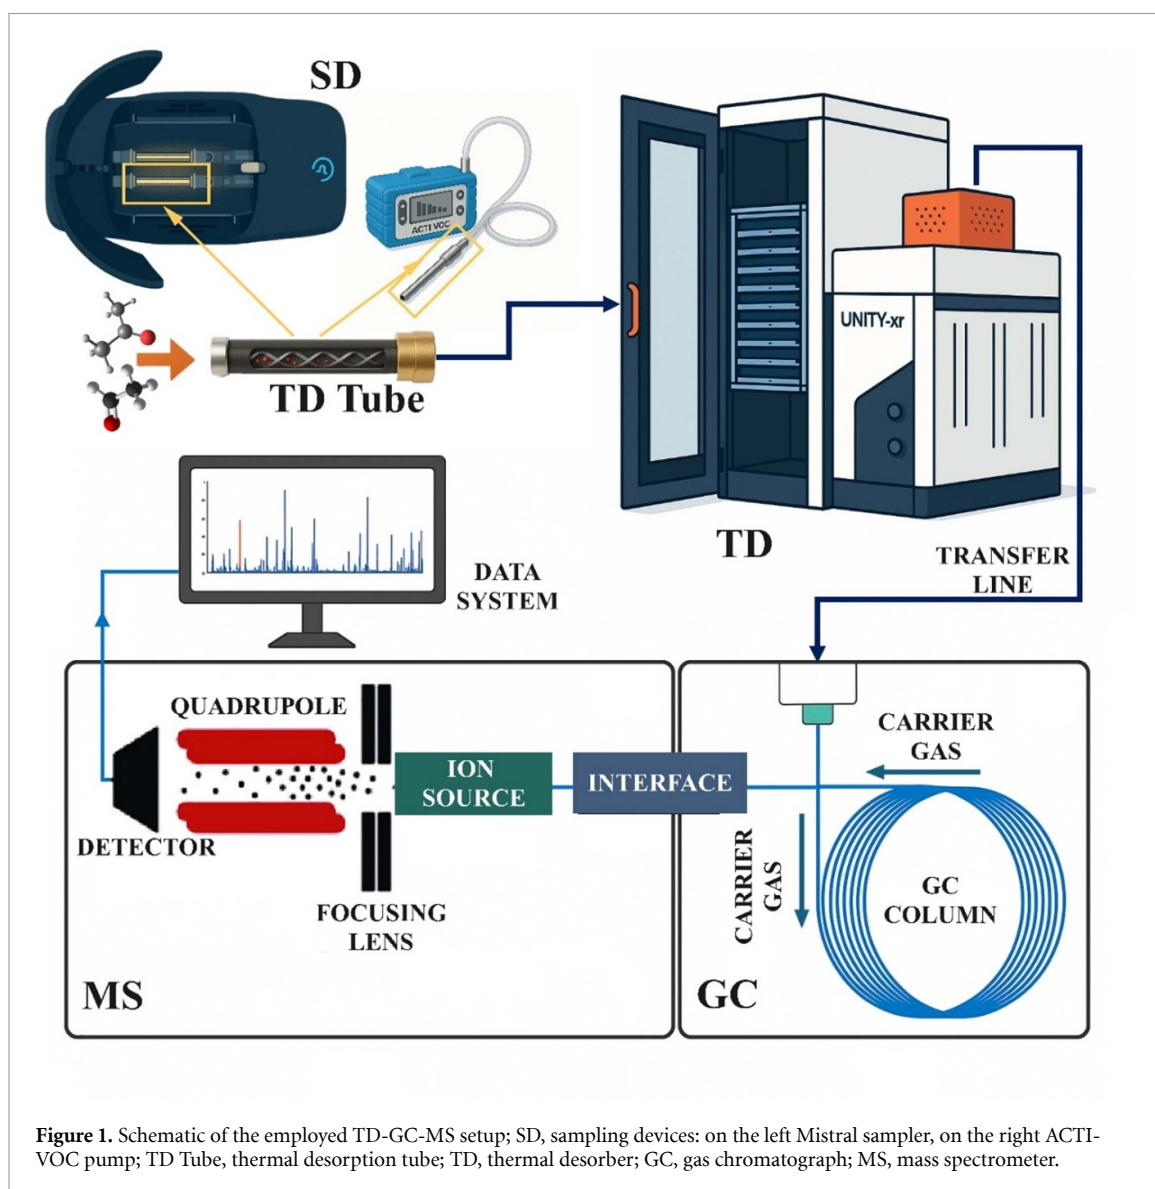 SD
ACTI VOC
TD Tube
UNITY-xr
TD
TRANSFER
LINE
DATA
SYSTEM
QUADRUPOLE
ION
SOURCE
INTERFACE
CARRIER
GAS
DETECTOR
CARRIER
GAS
GC
COLUMN
FOCUSING
LENS
MS
GC
Figure 1. Schematic of the employed TD-GC-MS setup; SD, sampling devices: on the left Mistral sampler, on the right ACTI-
VOC pump; TD Tube, thermal desorption tube; TD, thermal desorber; GC, gas chromatograph; MS, mass spectrometer.